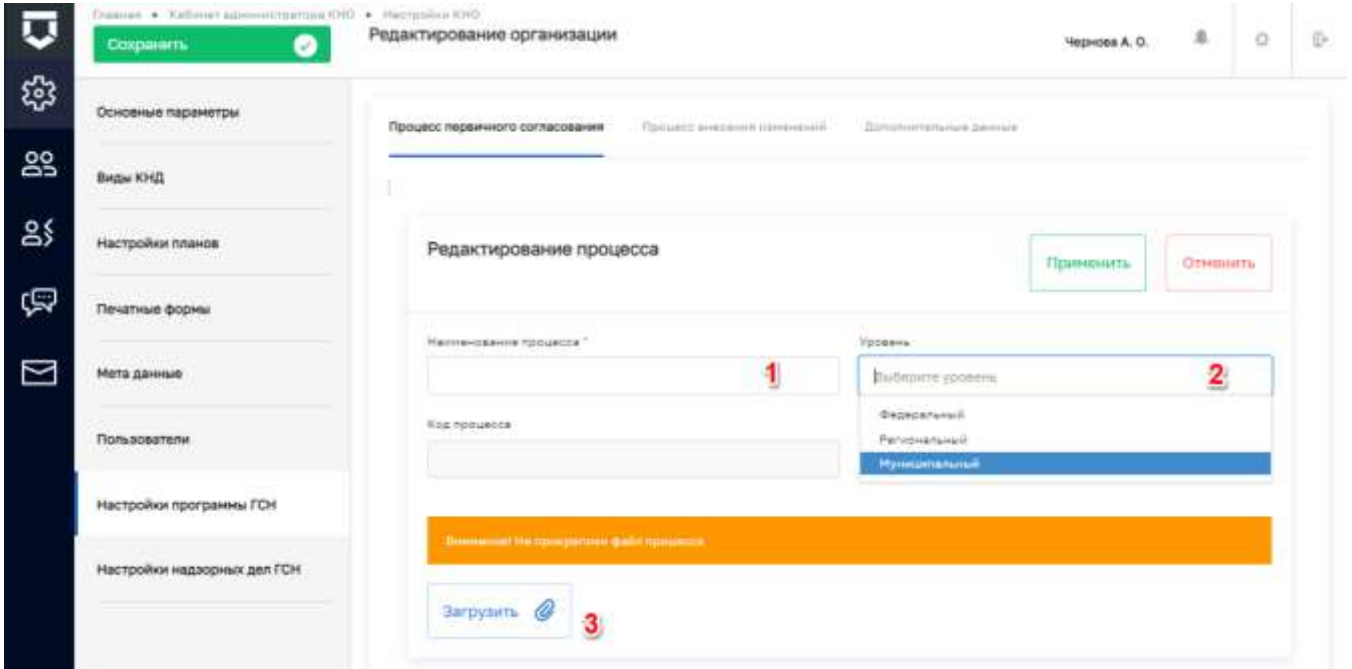 Главная • Кабинет администратора КНО • Настройки КНО
Сохранить
Редактирование организации
Чернова А. О.
Основные параметры
Виды КНД
Настройки планов
Печатные формы
Мета данные
Пользователи
Настройки программы ГСН
Настройки надзорных дел ГСН
Процесс первичного согласования
Процесс внесения изменений
Дополнительные данные
Редактирование процесса
Применить
Отменить
Наименование процесса *
1
Уровень
Выберите уровень
2
Федеральный
Региональный
Муниципальный
Код процесса
Внимание! Не прикреплен файл процесса
Загрузить
3